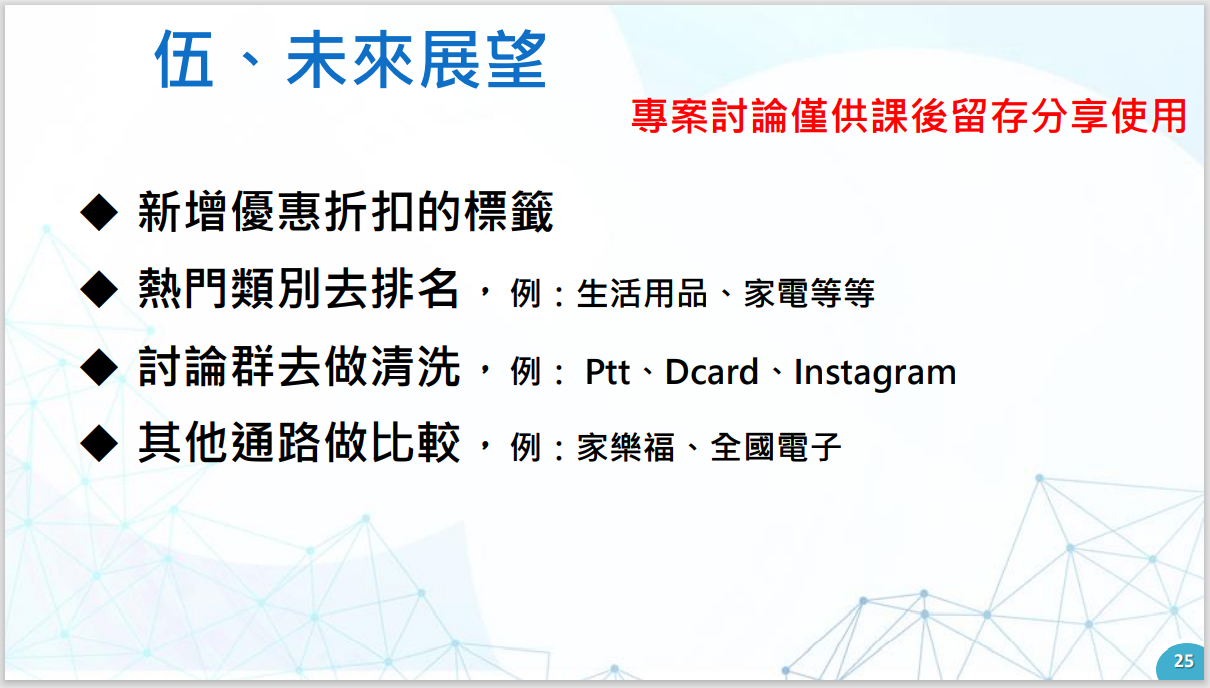 伍、未來展望
專案討論僅供課後留存分享使用
◆ 新增優惠折扣的標籤
◆ 熱門類別去排名，例：生活用品、家電等等
◆ 討論群去做清洗，例： Ptt、Dcard、Instagram
◆ 其他通路做比較，例：家樂福、全國電子
25